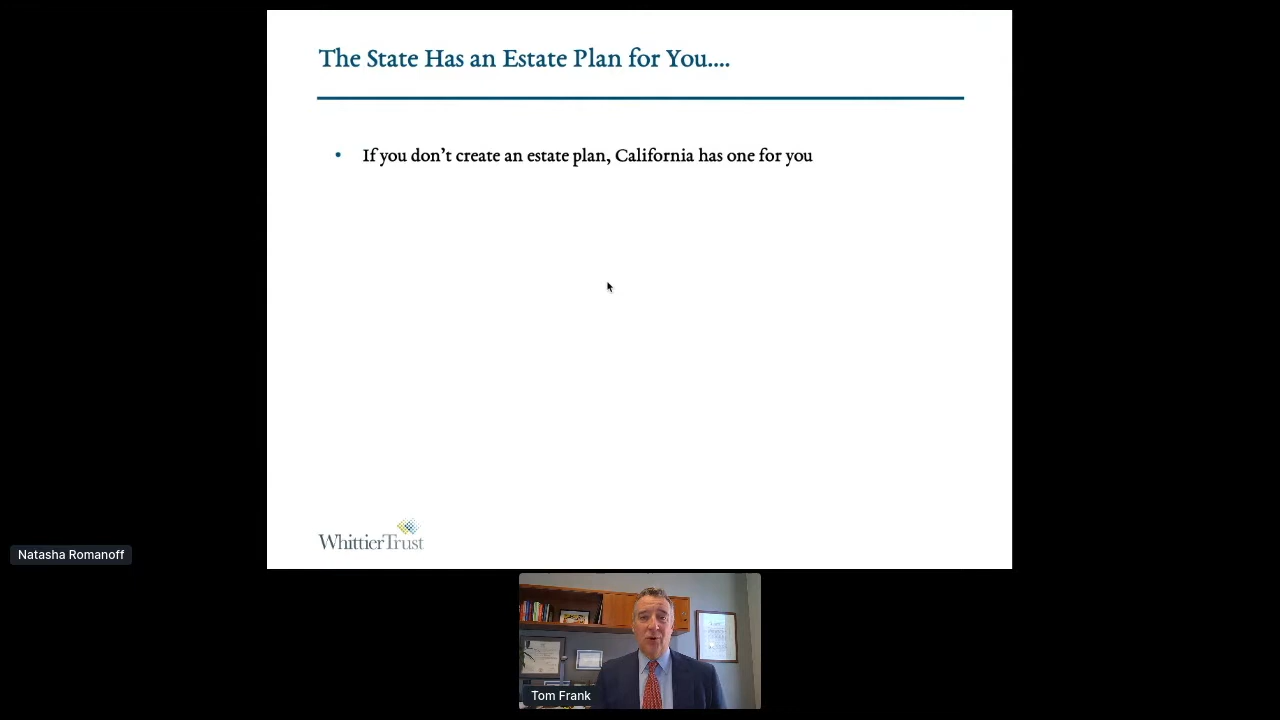 The State Has an Estate Plan for You....
• If you don't create an estate plan, California has one for you
WhittierTrust
Natasha Romanoff
Tom Frank